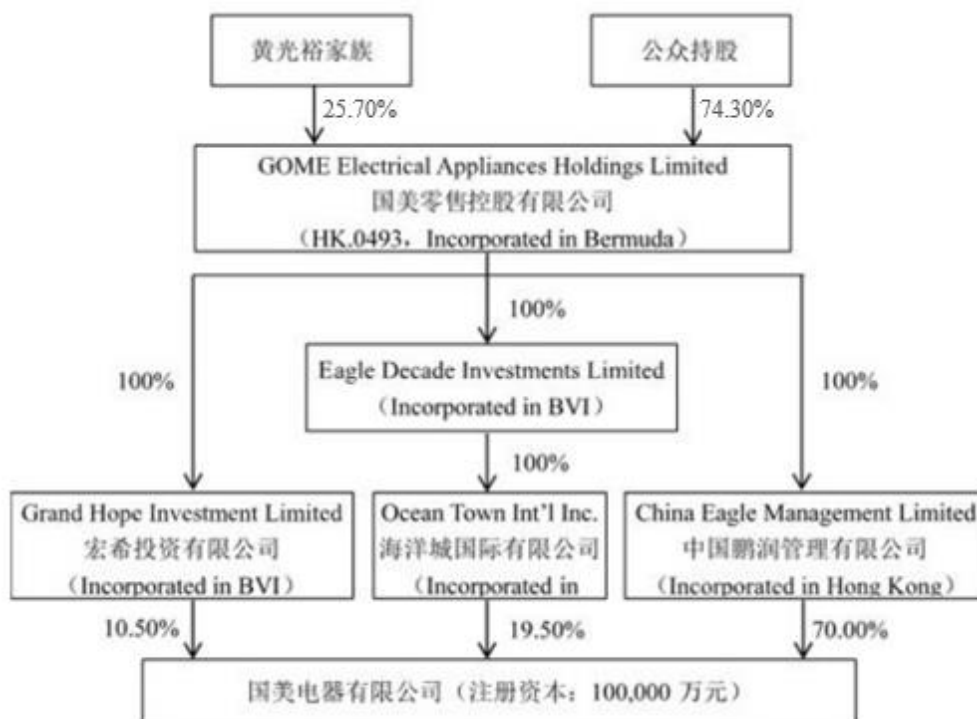 黄光裕家族
公众持股
25.70%
74.30%
GOME Electrical Appliances Holdings Limited
国美零售控股有限公司
（HK.0493，Incorporated in Bermuda）
100%
100%
100%
Eagle Decade Investments Limited
（Incorporated in BVI）
100%
Grand Hope Investment Limited
宏希投资有限公司
（Incorporated in BVI）
Ocean Town Int'l Inc.
海洋城国际有限公司
（Incorporated in
China Eagle Management Limited
中国鹏润管理有限公司
（Incorporated in Hong Kong）
10.50%
19.50%
70.00%
国美电器有限公司（注册资本：100,000 万元）